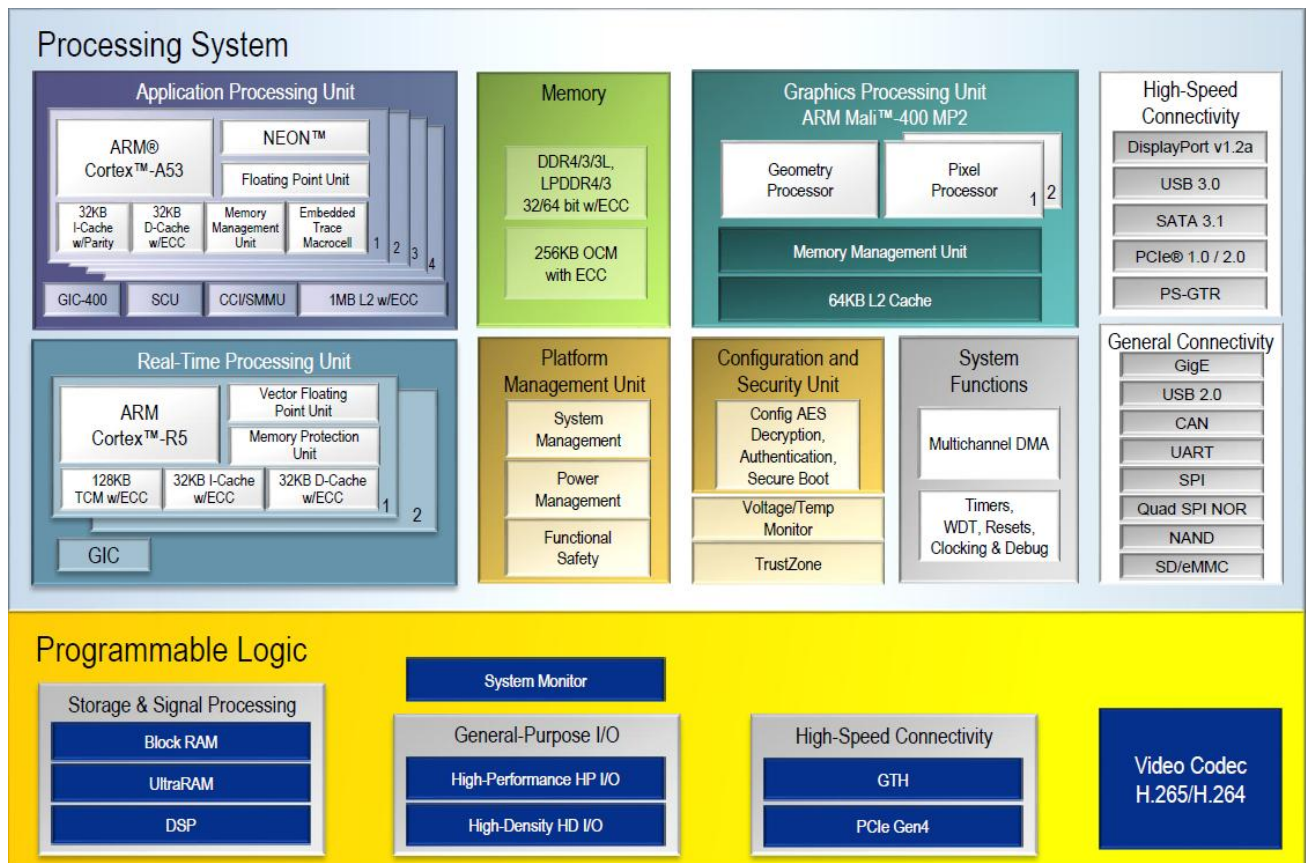 Processing System
Application Processing Unit
ARM®
Cortex™-A53
NEON™
Floating Point Unit
32KB
I-Cache
w/Parity
32KB
D-Cache
w/ECC
Memory
Management
Unit
Embedded
Trace
Macrocell
1
2
3
4
GIC-400
SCU
CCI/SMMU
1MB L2 w/ECC
Memory
DDR4/3/3L,
LPDDR4/3
32/64 bit w/ECC
256KB OCM
with ECC
Graphics Processing Unit
ARM Mali™-400 MP2
Geometry
Processor
Pixel
Processor
1
2
Memory Management Unit
64KB L2 Cache
High-Speed
Connectivity
DisplayPort v1.2a
USB 3.0
SATA 3.1
PCIe® 1.0 / 2.0
PS-GTR
Real-Time Processing Unit
ARM
Cortex™-R5
Vector Floating
Point Unit
Memory Protection
Unit
128KB
TCM w/ECC
32KB I-Cache
w/ECC
32KB D-Cache
w/ECC
1
2
GIC
Platform
Management Unit
System
Management
Power
Management
Functional
Safety
Configuration and
Security Unit
Config AES
Decryption,
Authentication,
Secure Boot
Voltage/Temp
Monitor
TrustZone
System
Functions
Multichannel DMA
Timers,
WDT, Resets,
Clocking & Debug
General Connectivity
GigE
USB 2.0
CAN
UART
SPI
Quad SPI NOR
NAND
SD/eMMC
Programmable Logic
Storage & Signal Processing
Block RAM
UltraRAM
DSP
System Monitor
General-Purpose I/O
High-Performance HP I/O
High-Density HD I/O
High-Speed Connectivity
GTH
PCIe Gen4
Video Codec
H.265/H.264